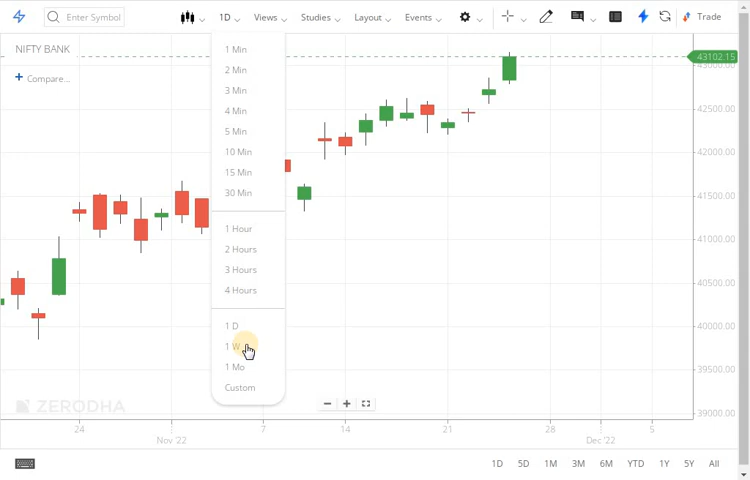 Enter Symbol
1D
Views
Studies
Layout
Events
Trade
NIFTY BANK
Compare...
1 Min
2 Min
3 Min
4 Min
5 Min
10 Min
15 Min
30 Min
1 Hour
2 Hours
3 Hours
4 Hours
1 D
1 W
1 Mo
Custom
43102.15
43000.00
42500.00
42000.00
41500.00
41000.00
40500.00
40000.00
39500.00
39000.00
ZERODHA
24
7
14
21
28
5
Nov '22
Dec '22
1D 5D 1M 3M 6M YTD 1Y 5Y All